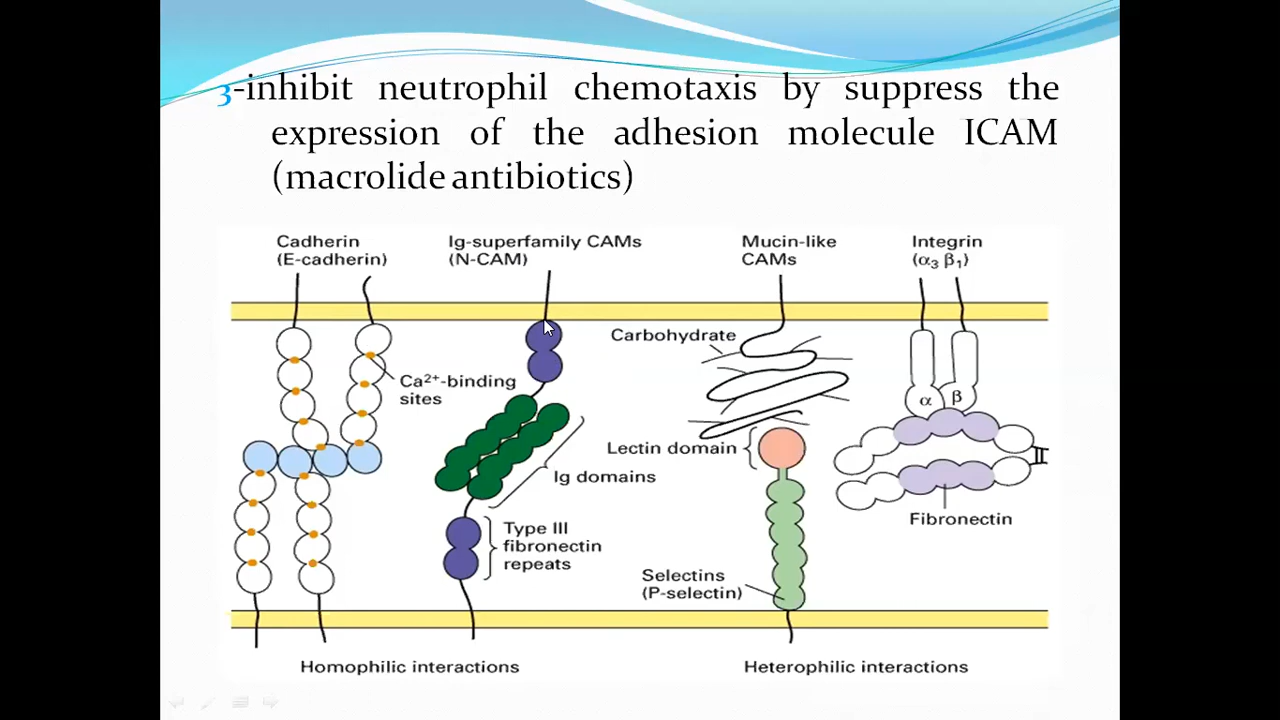 3-inhibit neutrophil chemotaxis by suppress the
expression of the adhesion molecule ICAM
(macrolide antibiotics)
Cadherin
(E-cadherin)
Ig-superfamily CAMs
(N-CAM)
Mucin-like
CAMs
Integrin
(α₃ β₁)
Carbohydrate
Ca²⁺-binding
sites
α β
Lectin domain
Ig domains
Fibronectin
Type III
fibronectin
repeats
Selectins
(P-selectin)
Homophilic interactions
Heterophilic interactions